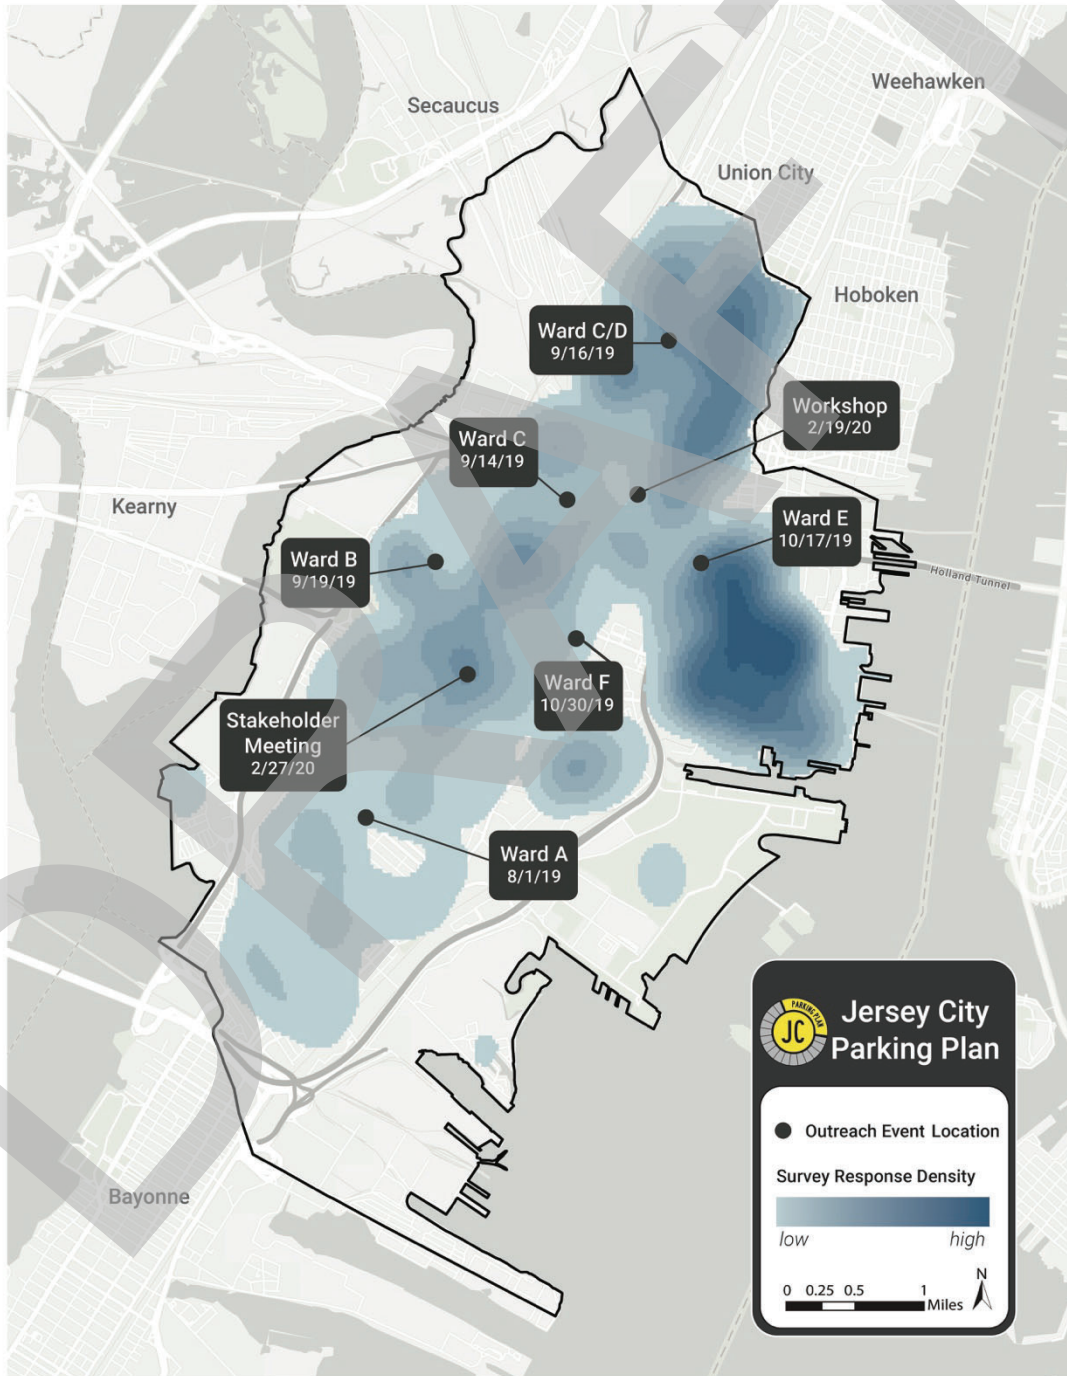 Weehawken
Secaucus
Union City
Hoboken
Ward C/D
9/16/19
Workshop
2/19/20
Ward C
9/14/19
Kearny
Ward E
10/17/19
Ward B
9/19/19
Holland Tunnel
Ward F
10/30/19
Stakeholder
Meeting
2/27/20
Ward A
8/1/19
Bayonne
PARKING PLAN
JC
Jersey City
Parking Plan
Outreach Event Location
Survey Response Density
low high
N
0 0.25 0.5 1
Miles
DRAFT